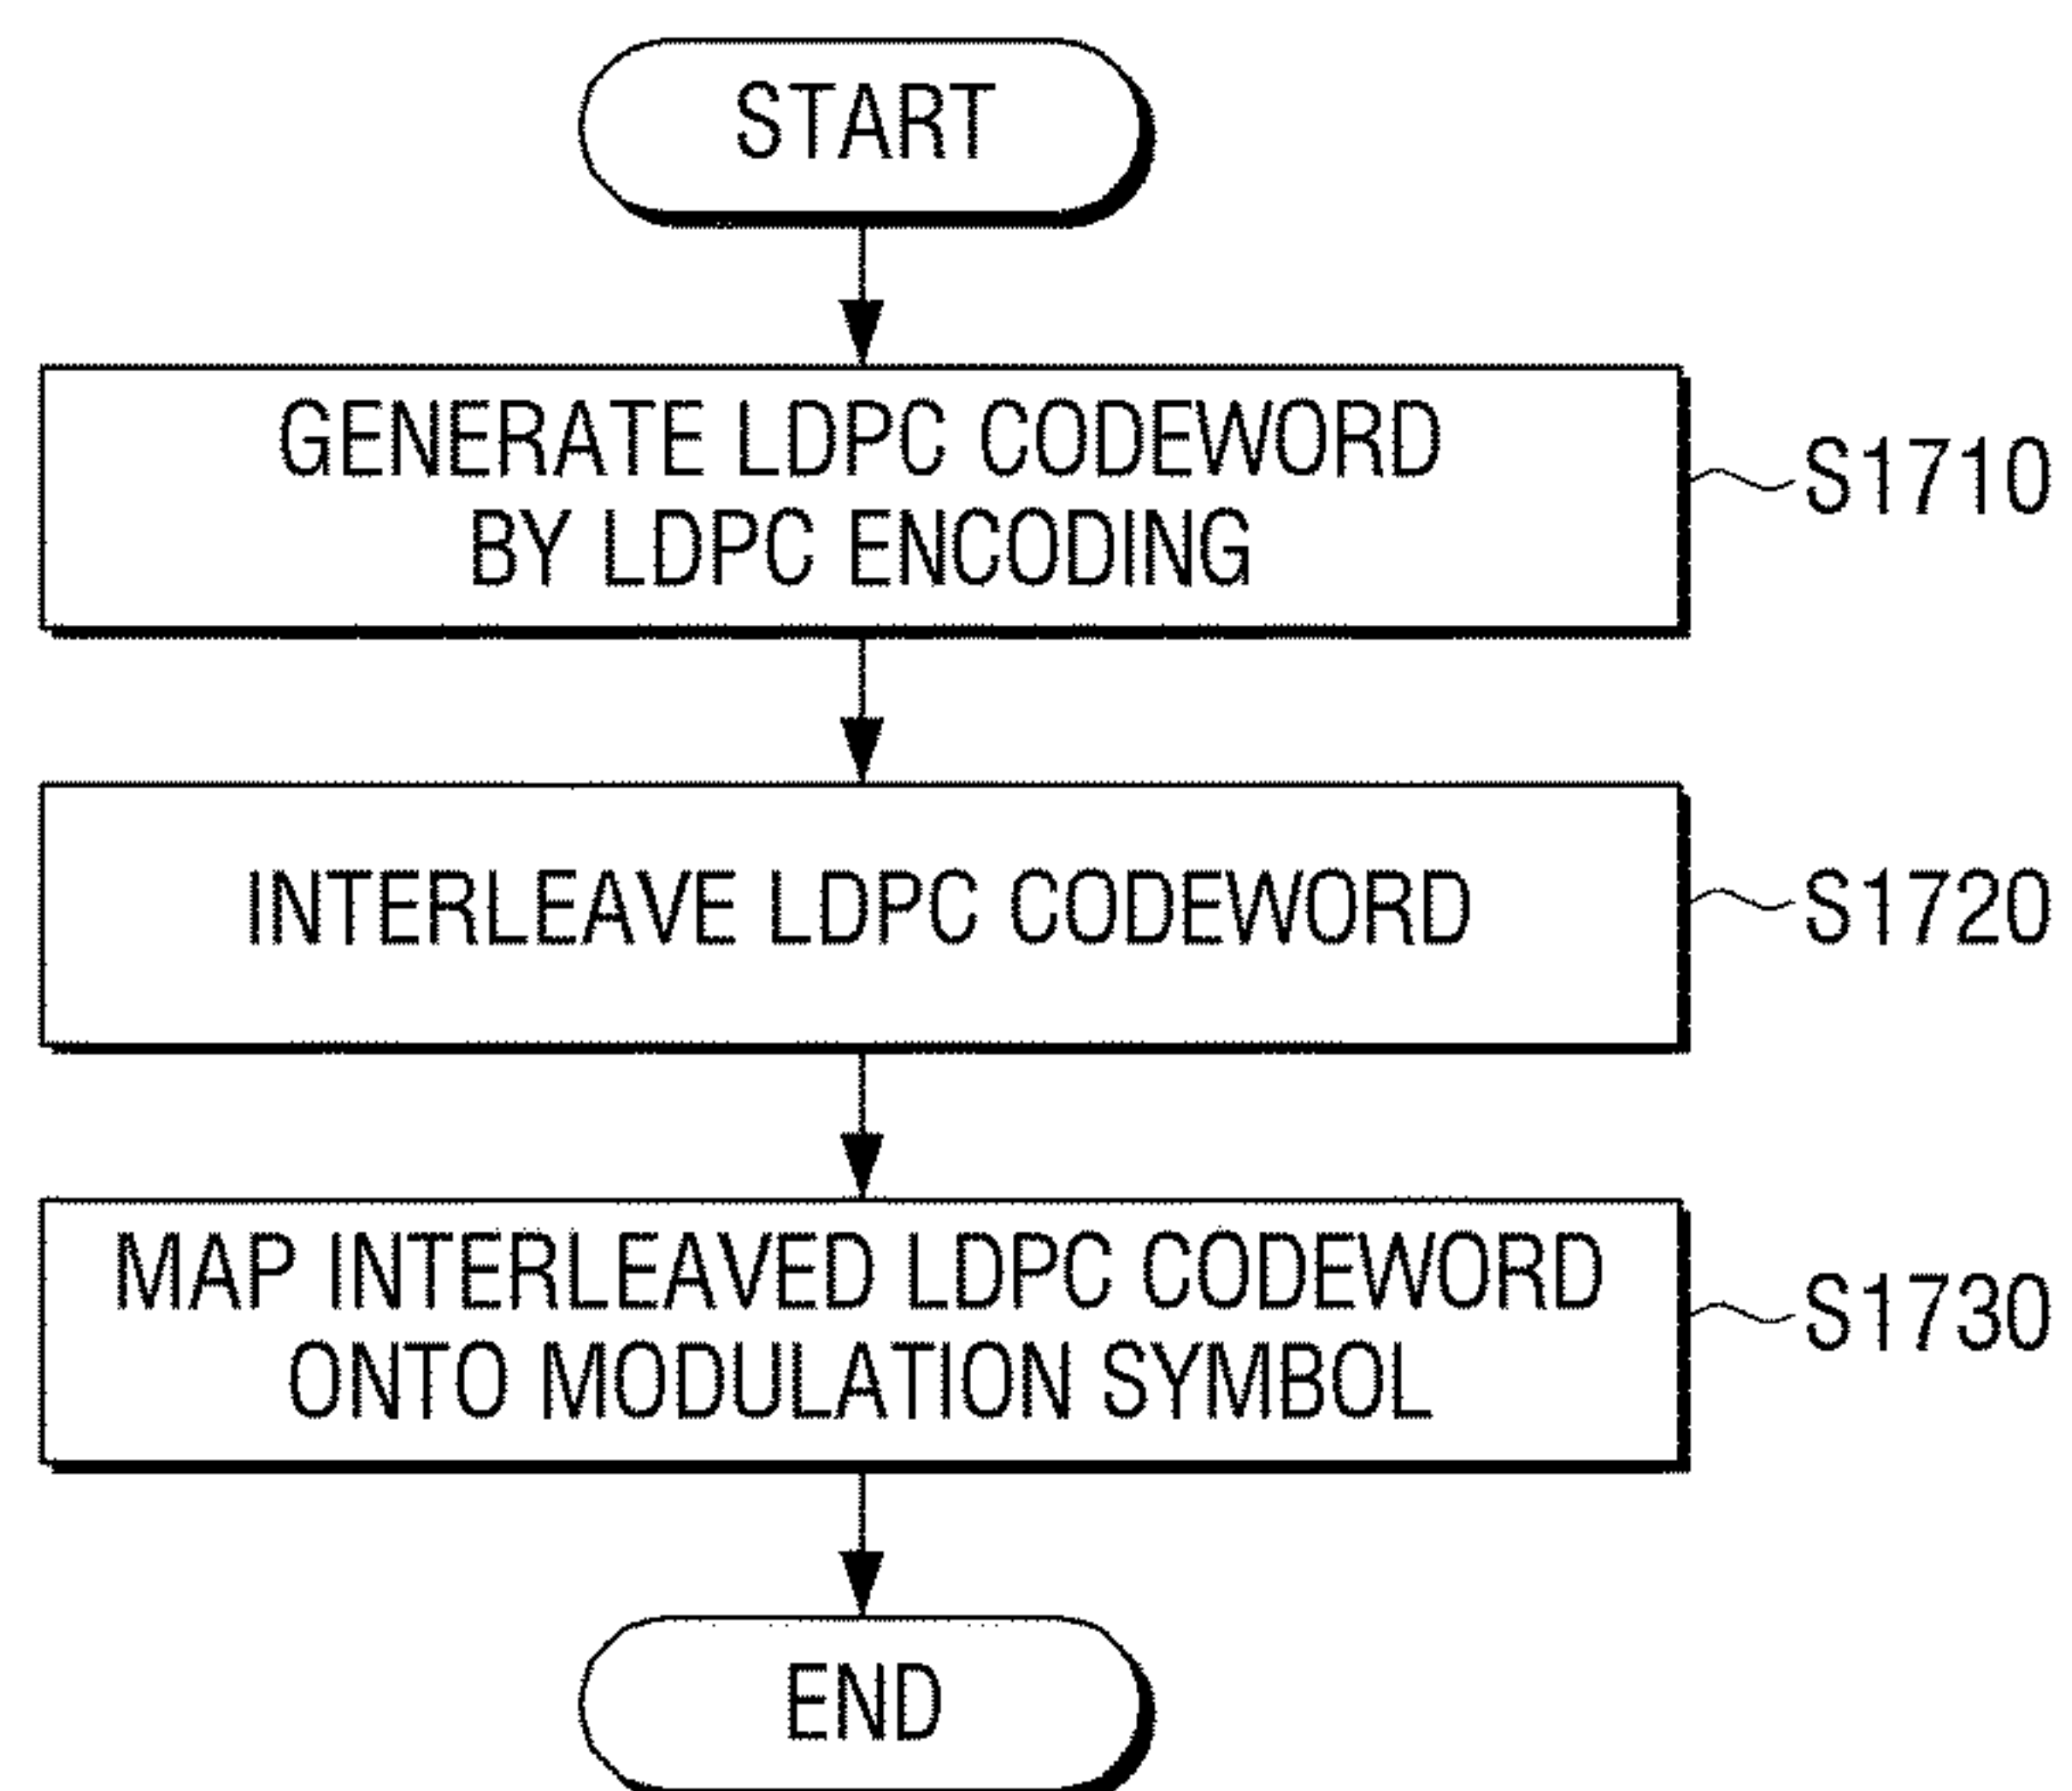 START
GENERATE LDPC CODEWORD
BY LDPC ENCODING
S1710
INTERLEAVE LDPC CODEWORD
S1720
MAP INTERLEAVED LDPC CODEWORD
ONTO MODULATION SYMBOL
S1730
END